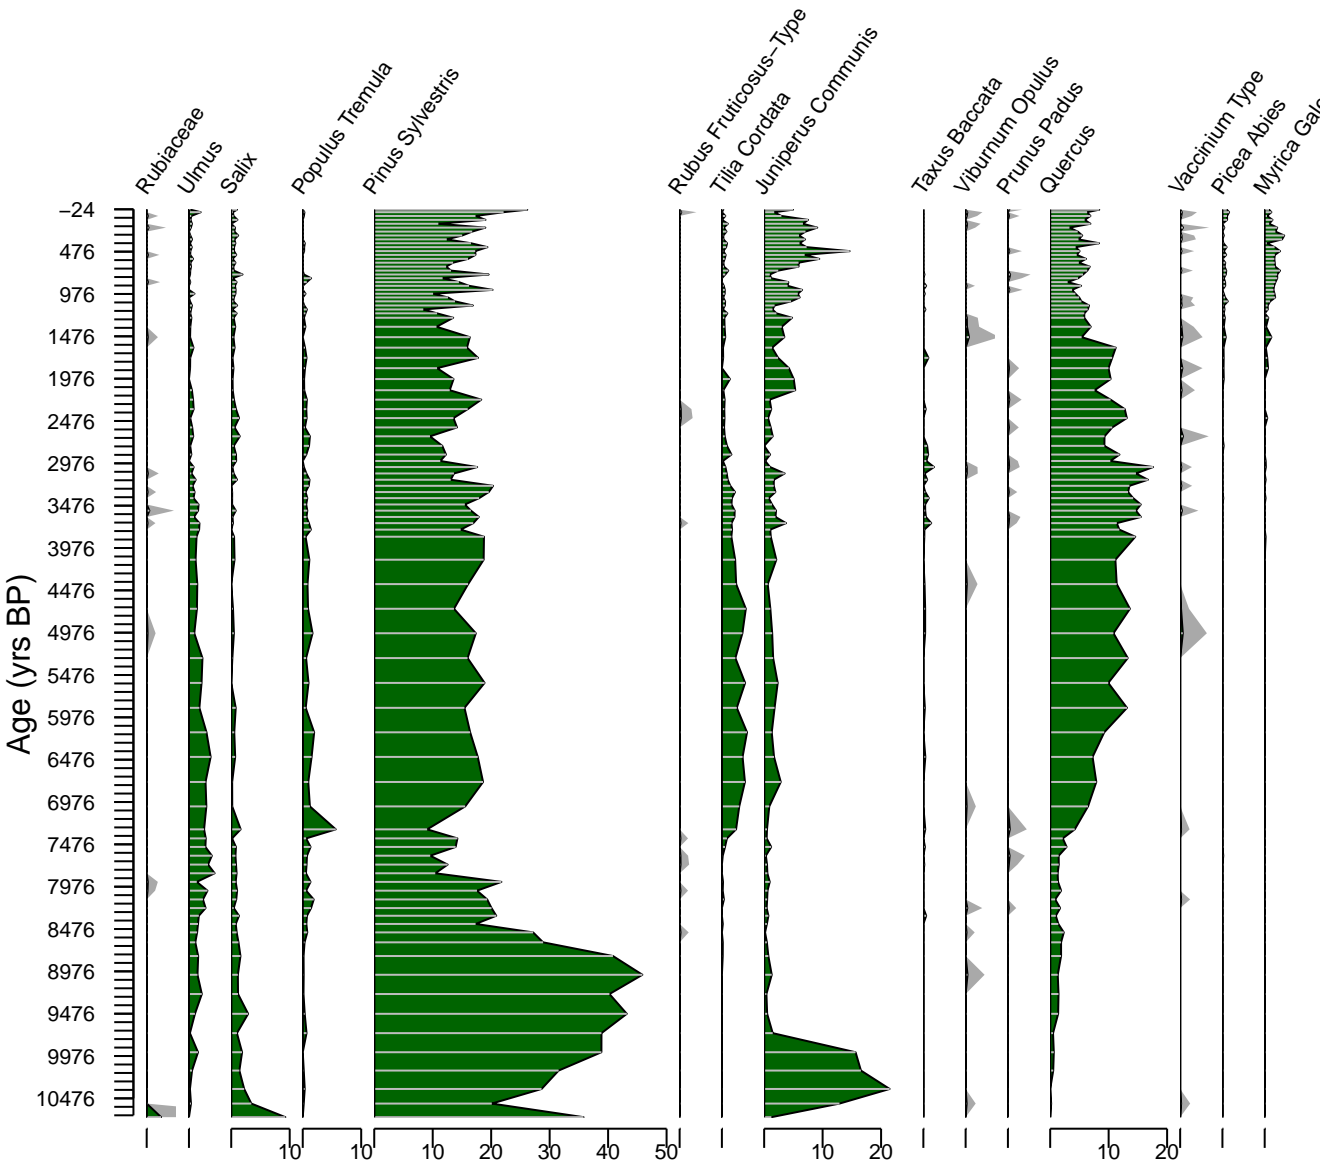 Rubiaceae
Ulmus
Salix
Populus Tremula
Pinus Sylvestris
Rubus Fruticosus−Type
Tilia Cordata
Juniperus Communis
Taxus Baccata
Viburnum Opulus
Prunus Padus
Quercus
Vaccinium Type
Picea Abies
Myrica Gale
Age (yrs BP)
−24
476
976
1476
1976
2476
2976
3476
3976
4476
4976
5476
5976
6476
6976
7476
7976
8476
8976
9476
9976
10476
10 10 10 20 30 40 50 10 20 10 20